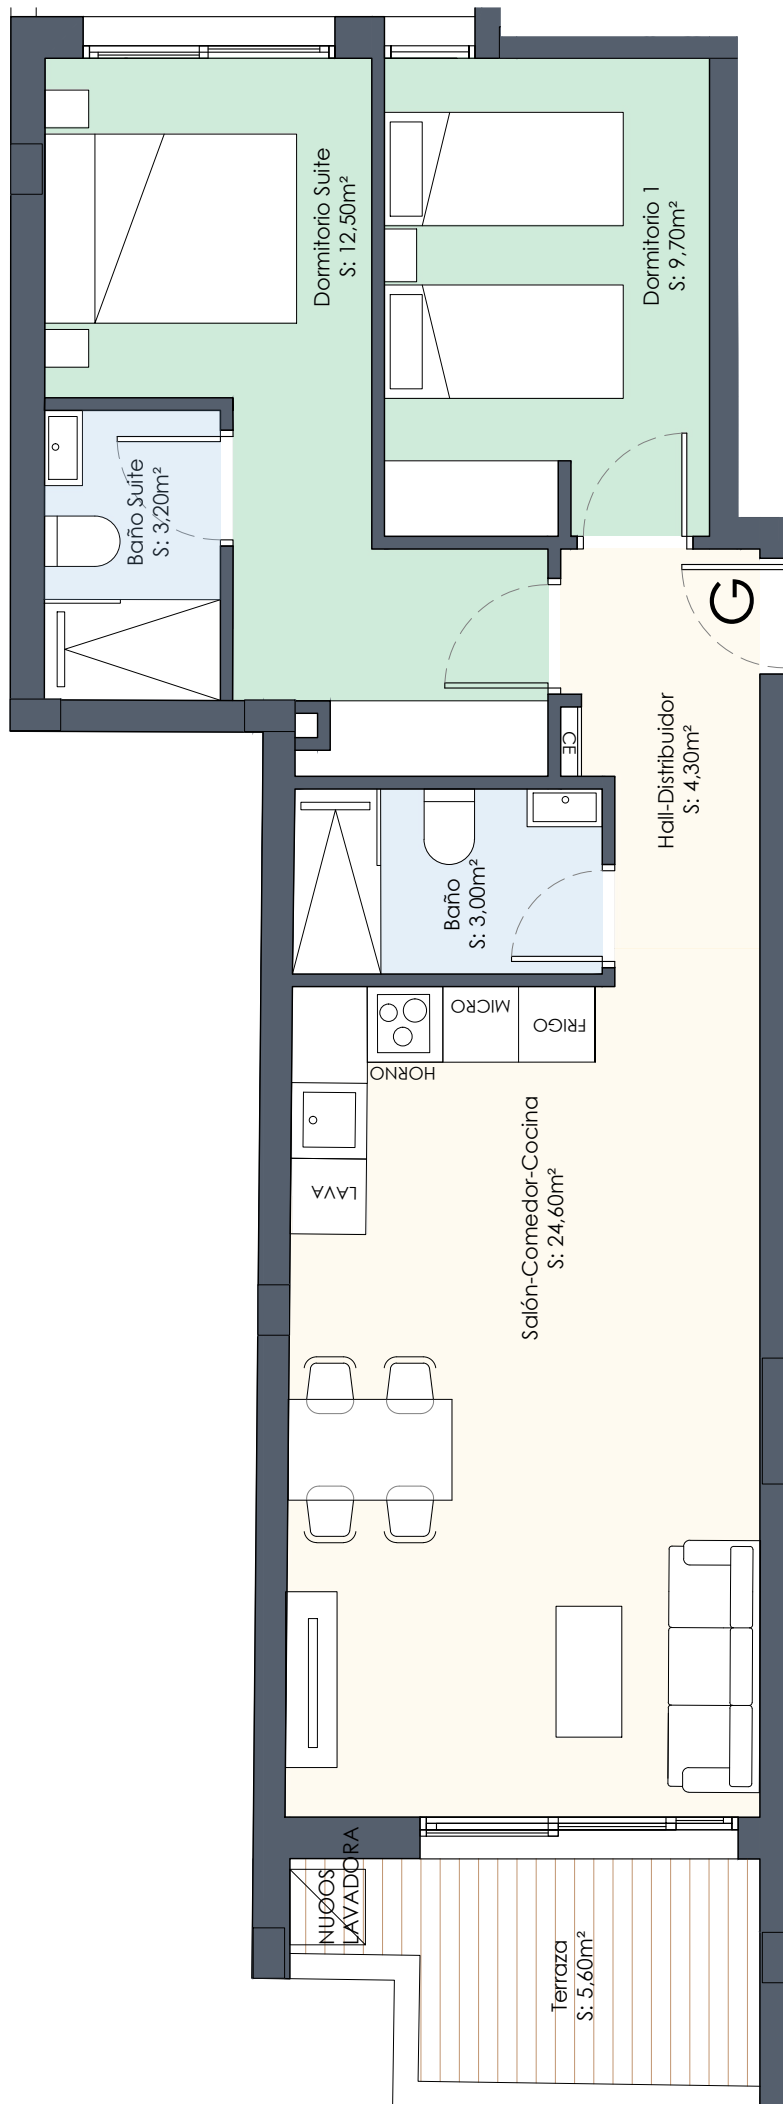 Dormitorio Suite
S: 12,50m²
Dormitorio 1
S: 9,70m²
Baño Suite
S: 3,20m²
G
Hall-Distribuidor
S: 4,30m²
CE
Baño
S: 3,00m²
MICRO
FRIGO
HORNO
LAVA
Salón-Comedor-Cocina
S: 24,60m²
NUOOS
LAVADORA
Terraza
S: 5,60m²